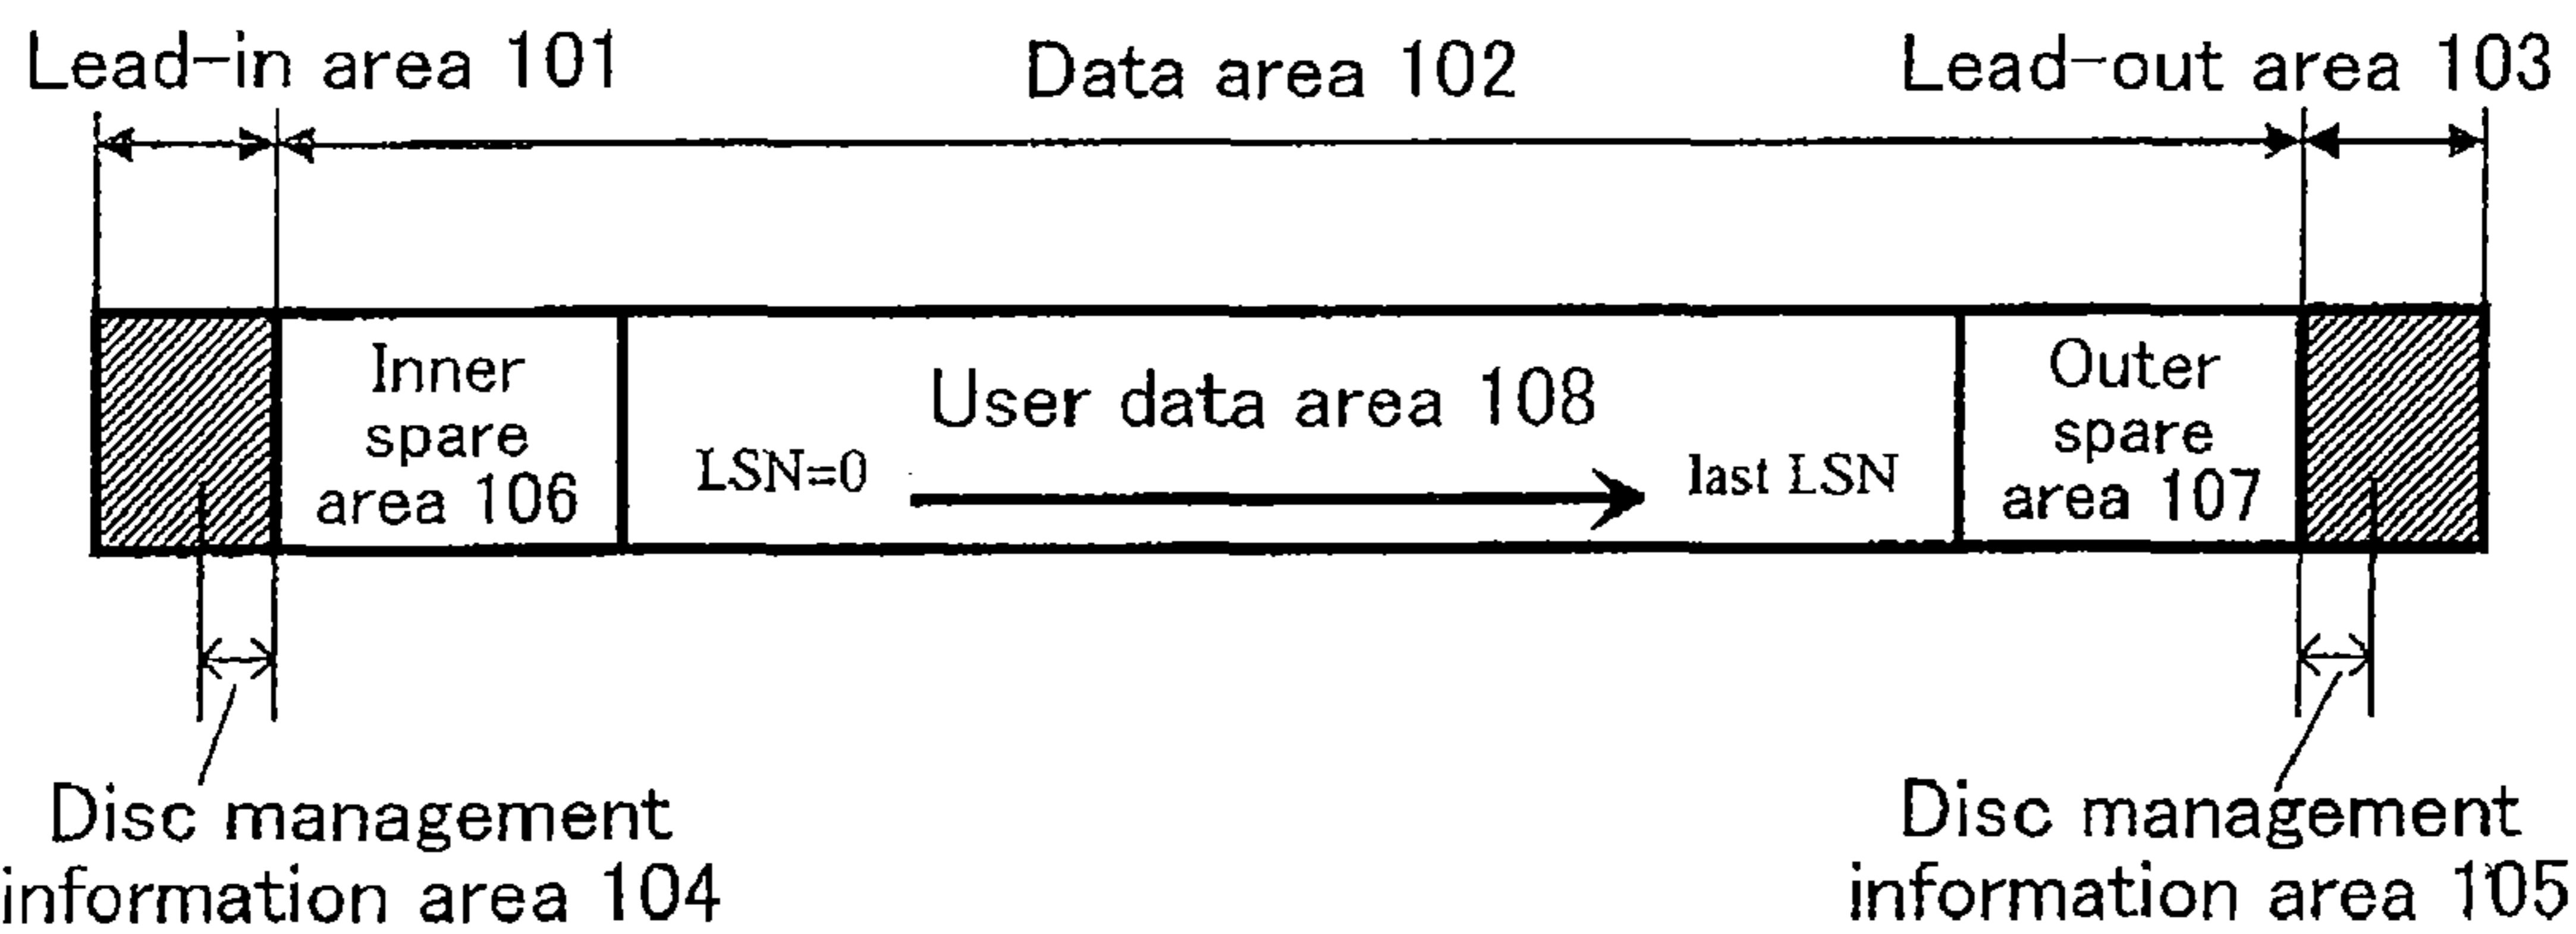 Lead-in area 101
Data area 102
Lead-out area 103
Inner
spare
area 106
User data area 108
LSN=0
last LSN
Outer
spare
area 107
Disc management
information area 104
Disc management
information area 105